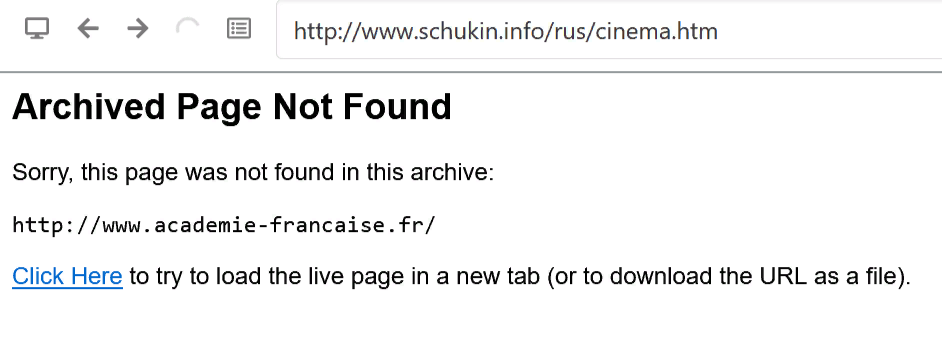 http://www.schukin.info/rus/cinema.htm
Archived Page Not Found
Sorry, this page was not found in this archive:
http://www.academie-francaise.fr/
Click Here to try to load the live page in a new tab (or to download the URL as a file).